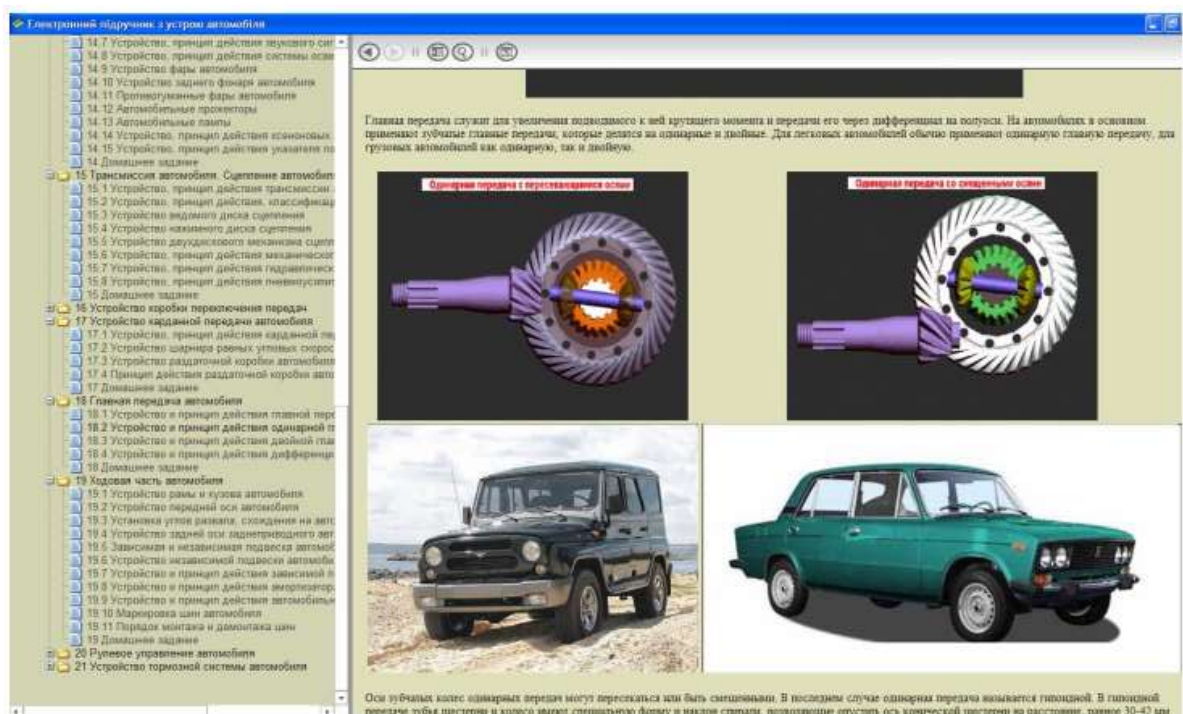 Електронний підручник з устрою автомобіля
14.7 Устройство, принцип действия звукового сиг
14.8 Устройство, принцип действия системы осве
14.9 Устройство фары автомобиля
14.10 Устройство заднего фонаря автомобиля
14.11 Противотуманные фары автомобиля
14.12 Автомобильные прожекторы
14.13 Автомобильные лампы
14.14 Устройство, принцип действия ксеноновых
14.15 Устройство, принцип действия указателя по
14 Домашнее задание
15 Трансмиссия автомобиля. Сцепление автомобил
15.1 Устройство, принцип действия трансмиссии
15.2 Устройство, принцип действия, классификац
15.3 Устройство ведомого диска сцепления
15.4 Устройство нажимного диска сцепления
15.5 Устройство двухдискового механизма сцепл
15.6 Устройство, принцип действия механическог
15.7 Устройство, принцип действия гидравлическ
15.8 Устройство, принцип действия пневмоусилит
15 Домашнее задание
16 Устройство коробки переключения передач
17 Устройство карданной передачи автомобиля
17.1 Устройство, принцип действия карданной пер
17.2 Устройство шарнира равных угловых скорос
17.3 Устройство раздаточной коробки автомобиля
17.4 Принцип действия раздаточной коробки авто
17 Домашнее задание
18 Главная передача автомобиля
18.1 Устройство и принцип действия главной пере
18.2 Устройство и принцип действия одинарной гл
18.3 Устройство и принцип действия двойной глав
18.4 Устройство и принцип действия дифференци
18 Домашнее задание
19 Ходовая часть автомобиля
19.1 Устройство рамы и кузова автомобиля
19.2 Устройство передней оси автомобиля
19.3 Установка углов развала, схождения на авто
19.4 Устройство задней оси заднеприводного авт
19.5 Зависимая и независимая подвеска автомоб
19.6 Устройство независимой подвески автомоби
19.7 Устройство и принцип действия зависимой п
19.8 Устройство и принцип действия амортизатор
19.9 Устройство и принцип действия автомобильн
19.10 Маркировка шин автомобиля
19.11 Порядок монтажа и демонтажа шин
19 Домашнее задание
20 Рулевое управление автомобиля
21 Устройство тормозной системы автомобиля
Главная передача служит для увеличения подводимого к ней крутящего момента и передачи его через дифференциал на полуоси. На автомобилях в основном
применяют зубчатые главные передачи, которые делятся на одинарные и двойные. Для легковых автомобилей обычно применяют одинарную главную передачу, для
грузовых автомобилей как одинарную, так и двойную.
Одинарная передача с пересекающимися осями
Одинарная передача со смещенными осями
Оси зубчатых колес одинарных передач могут пересекаться или быть смещенными. В последнем случае одинарная передача называется гипоидной. В гипоидной
передаче зубья шестерни и колесо имеют специальную форму и наклон спирали, позволяющие опустить ось конической шестерни на расстояние, равное 30-42 мм